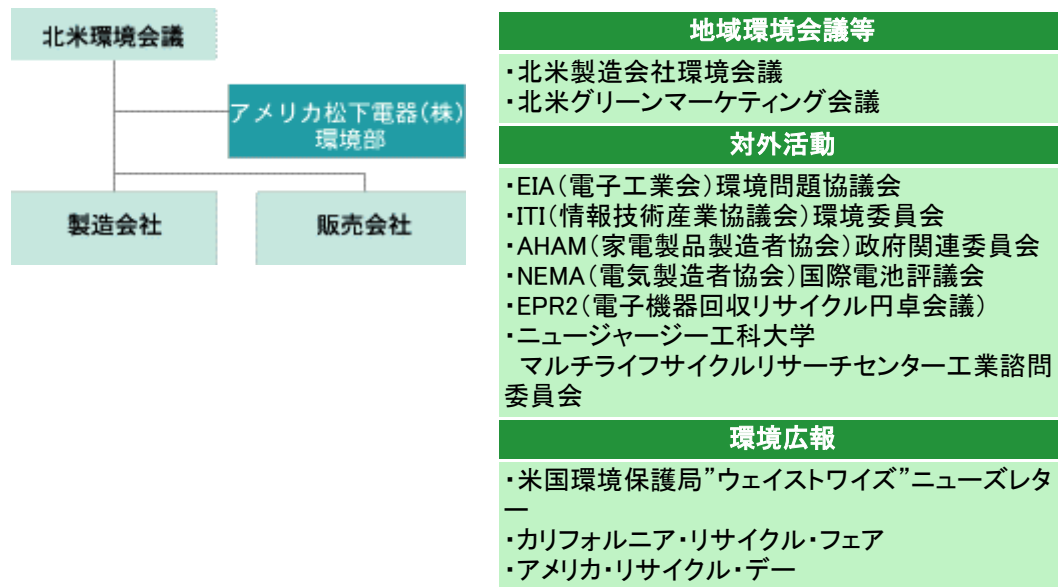 北米環境会議
アメリカ松下電器(株)
環境部
製造会社
販売会社
地域環境会議等
・北米製造会社環境会議
・北米グリーンマーケティング会議
対外活動
・EIA(電子工業会)環境問題協議会
・ITI(情報技術産業協議会)環境委員会
・AHAM(家電製品製造者協会)政府関連委員会
・NEMA(電気製造者協会)国際電池評議会
・EPR2(電子機器回収リサイクル円卓会議)
・ニュージャージー工科大学
　マルチライフサイクルリサーチセンター工業諮問
委員会
環境広報
・米国環境保護局”ウェイストワイズ”ニューズレタ
ー
・カリフォルニア・リサイクル・フェア
・アメリカ・リサイクル・デー